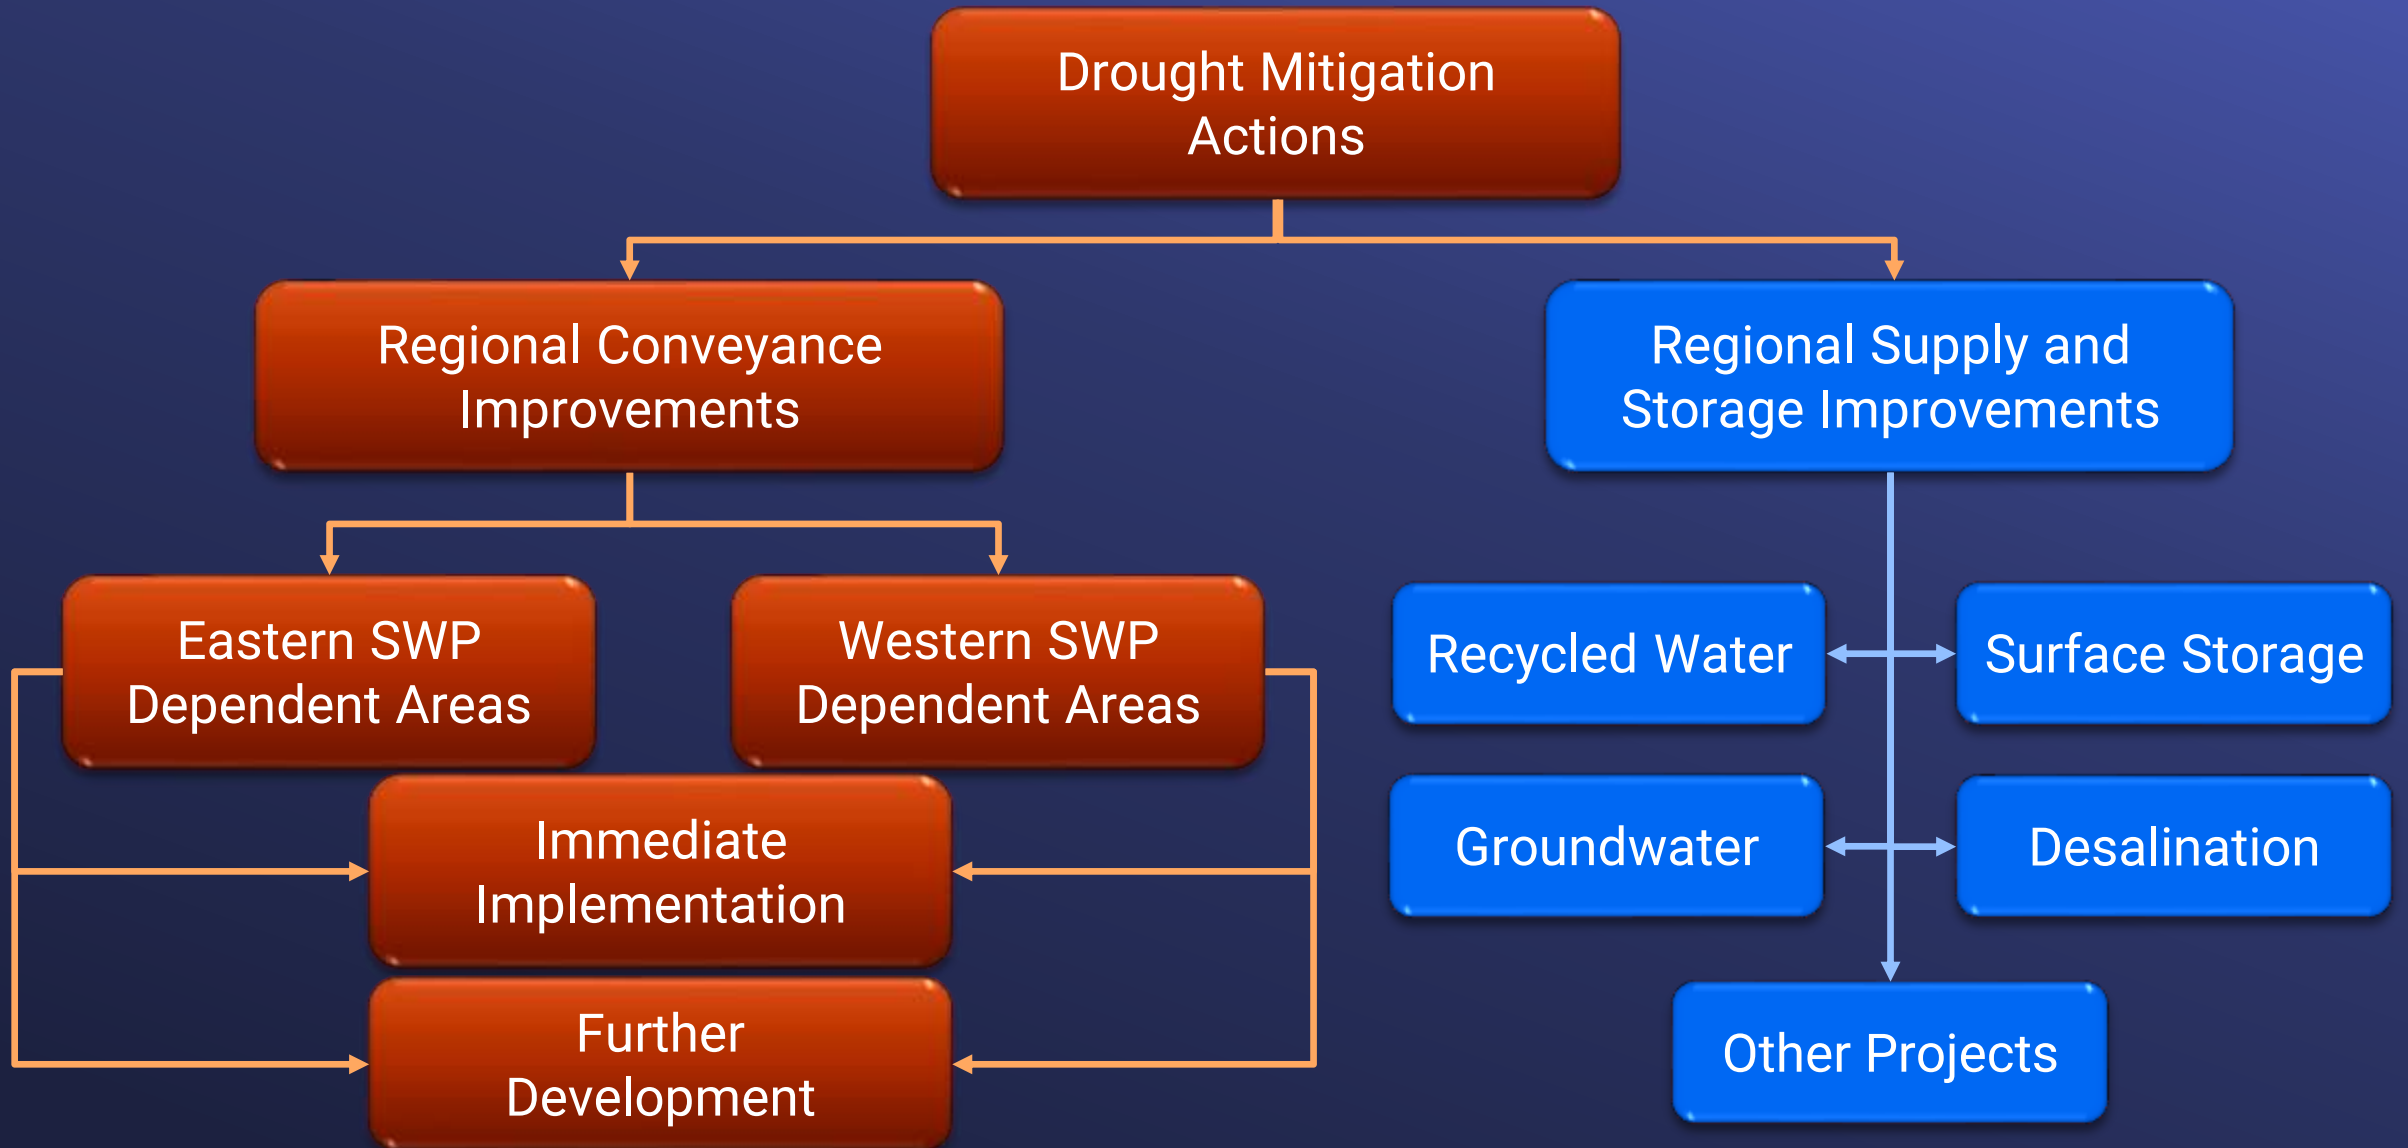 Drought Mitigation
Actions
Regional Conveyance
Improvements
Regional Supply and
Storage Improvements
Eastern SWP
Dependent Areas
Western SWP
Dependent Areas
Immediate
Implementation
Further
Development
Recycled Water
Surface Storage
Groundwater
Desalination
Other Projects